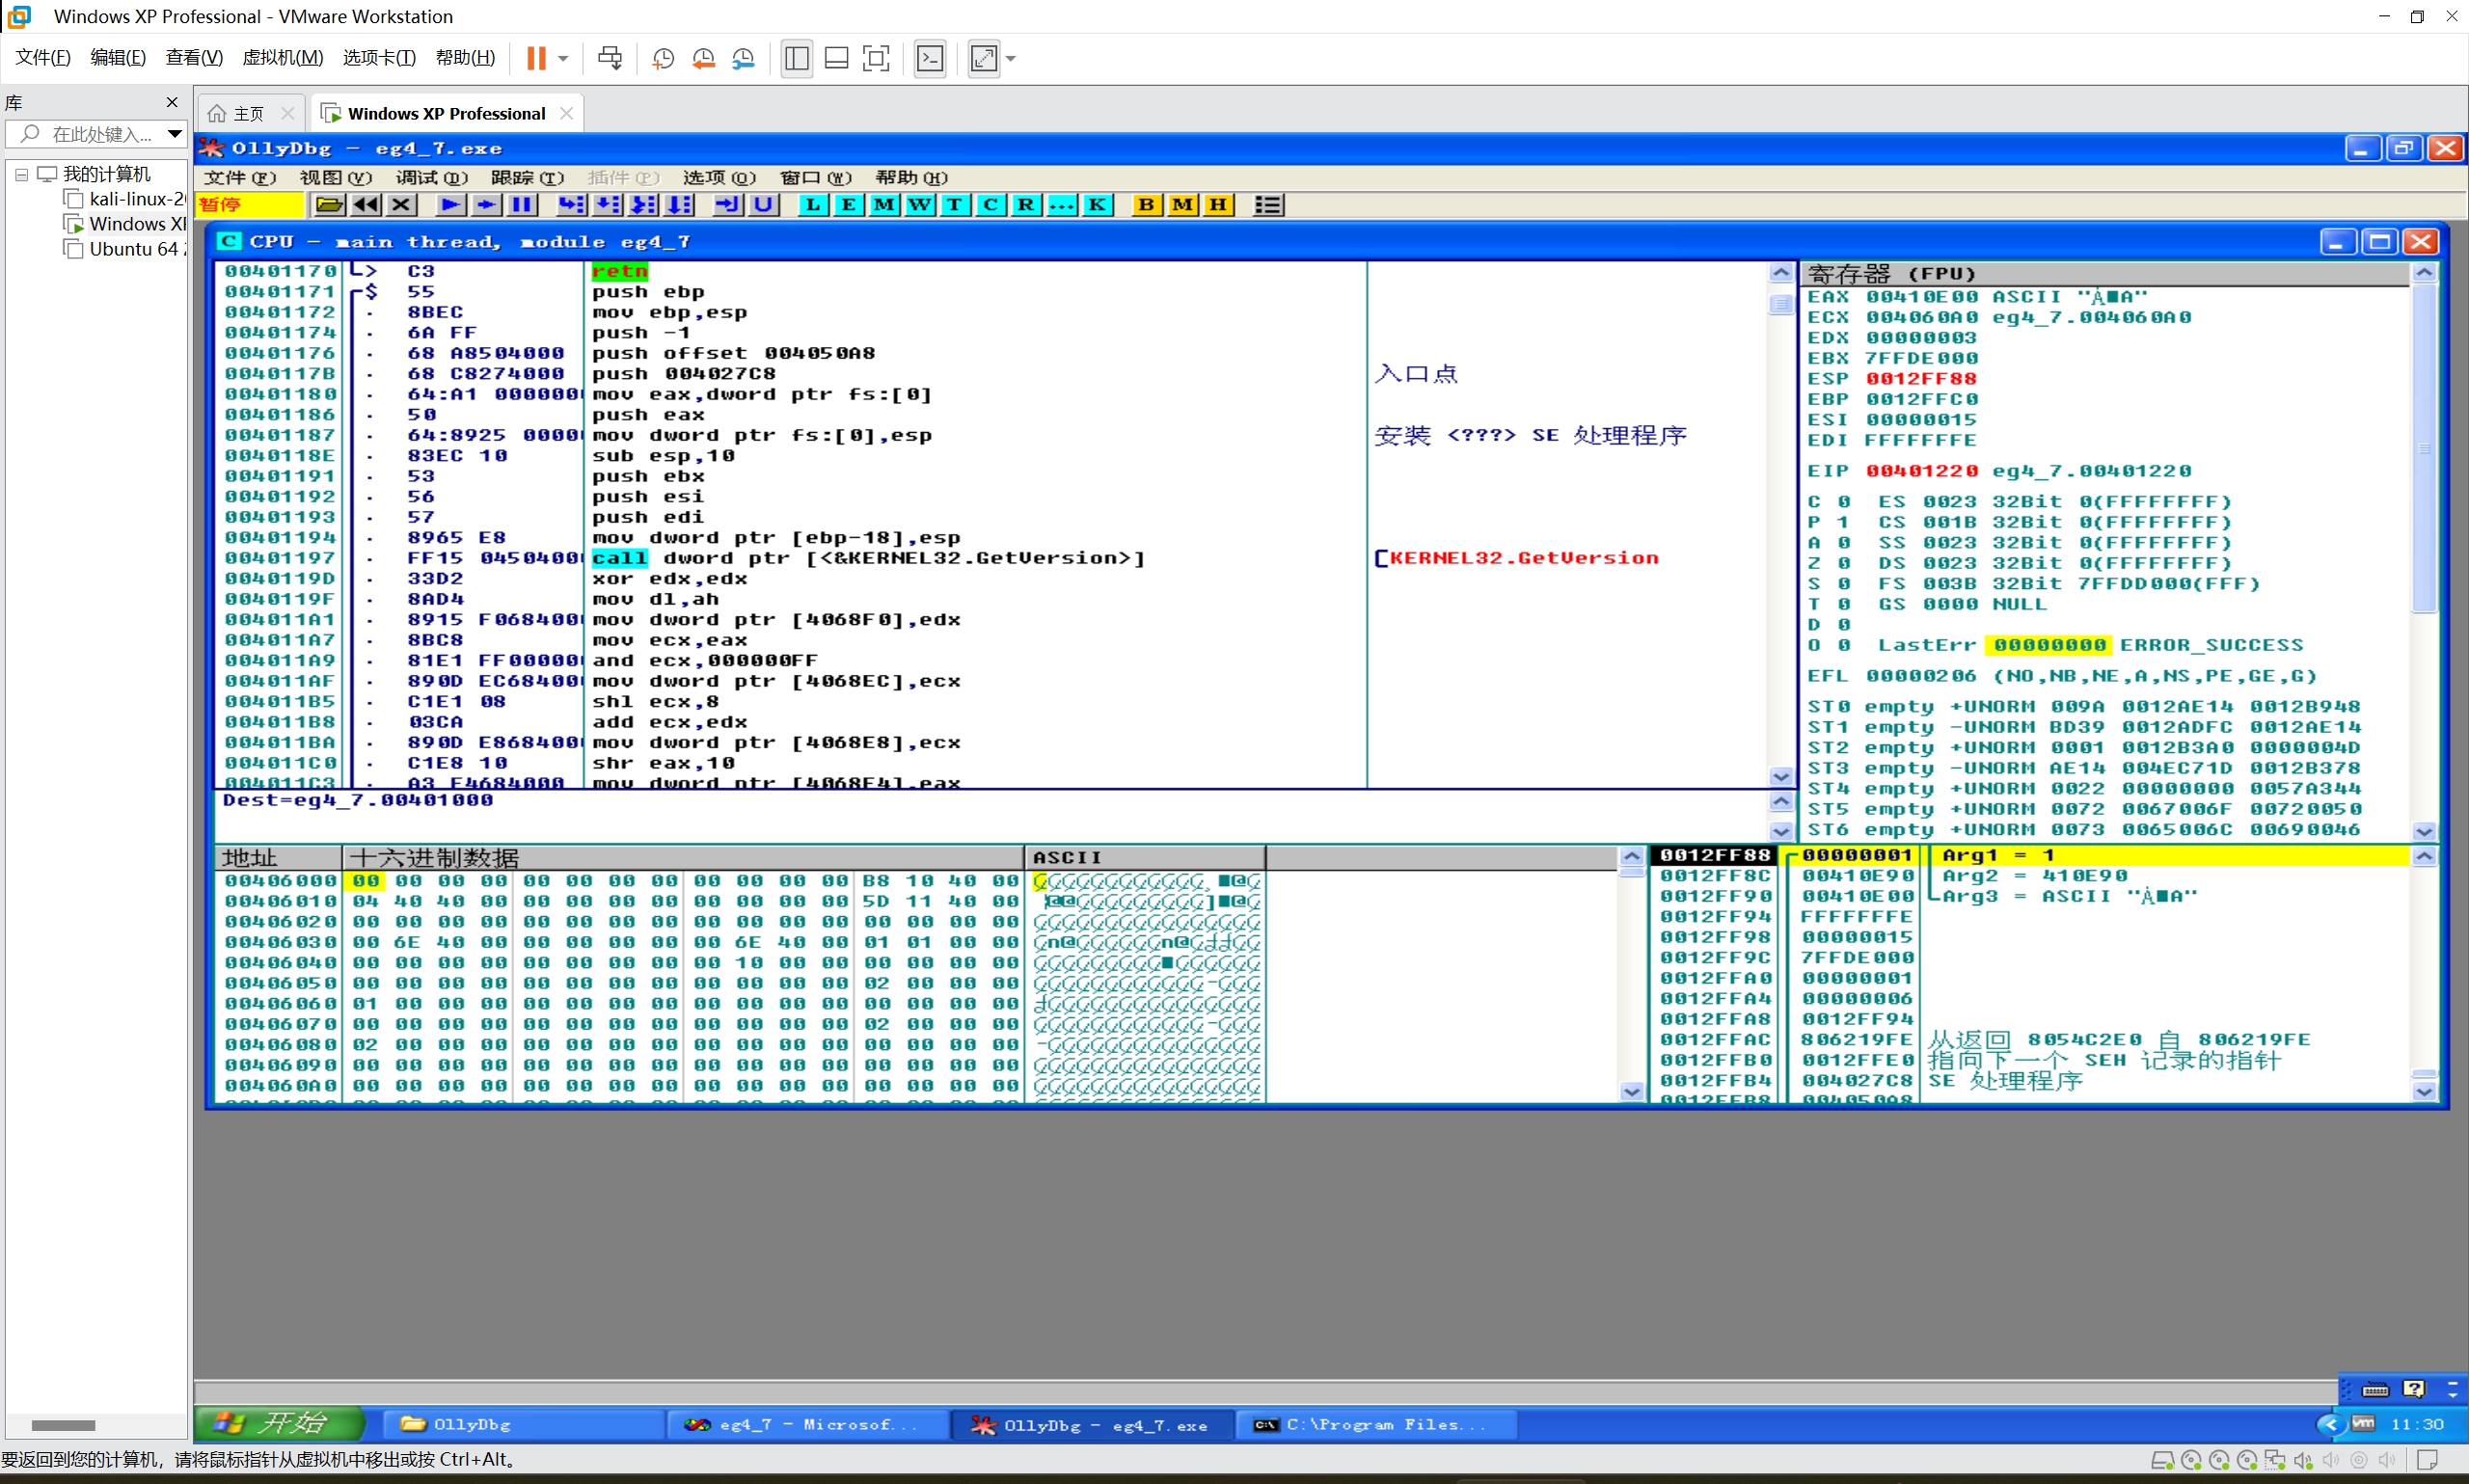 Windows XP Professional - VMware Workstation
文件(F) 编辑(E) 查看(V) 虚拟机(M) 选项卡(T) 帮助(H)
库
主页 Windows XP Professional
在此处键入...
我的计算机
kali-linux-2
Windows XP
Ubuntu 64
OllyDbg - eg4_7.exe
文件(F) 视图(V) 调试(D) 跟踪(T) 插件(P) 选项(O) 窗口(W) 帮助(H)
暂停 L E M W T C R ... K B M H
C CPU - main thread, module eg4_7
00401170 > C3 retn
00401171 $ 55 push ebp
00401172 . 8BEC mov ebp,esp
00401174 . 6A FF push -1
00401176 . 68 A8504000 push offset 004050A8
0040117B . 68 C8274000 push 004027C8 入口点
00401180 . 64:A1 000000 mov eax,dword ptr fs:[0]
00401186 . 50 push eax
00401187 . 64:8925 0000 mov dword ptr fs:[0],esp 安装 <???> SE 处理程序
0040118E . 83EC 10 sub esp,10
00401191 . 53 push ebx
00401192 . 56 push esi
00401193 . 57 push edi
00401194 . 8965 E8 mov dword ptr [ebp-18],esp
00401197 . FF15 0450400 call dword ptr [<&KERNEL32.GetVersion>] [KERNEL32.GetVersion
0040119D . 33D2 xor edx,edx
0040119F . 8AD4 mov dl,ah
004011A1 . 8915 F068400 mov dword ptr [4068F0],edx
004011A7 . 8BC8 mov ecx,eax
004011A9 . 81E1 FF00000 and ecx,000000FF
004011AF . 890D EC68400 mov dword ptr [4068EC],ecx
004011B5 . C1E1 08 shl ecx,8
004011B8 . 03CA add ecx,edx
004011BA . 890D E868400 mov dword ptr [4068E8],ecx
004011C0 . C1E8 10 shr eax,10
004011C3 . A3 E4684000 mov dword ptr [4068E4],eax
Dest=eg4_7.00401000
寄存器 (FPU)
EAX 00410E00 ASCII
ECX 004060A0 eg4_7.004060A0
EDX 00000003
EBX 7FFDE000
ESP 0012FF88
EBP 0012FFC0
ESI 00000015
EDI FFFFFFFE
EIP 00401220 eg4_7.00401220
C 0 ES 0023 32Bit 0(FFFFFFFF)
P 1 CS 001B 32Bit 0(FFFFFFFF)
A 0 SS 0023 32Bit 0(FFFFFFFF)
Z 0 DS 0023 32Bit 0(FFFFFFFF)
S 0 FS 003B 32Bit 7FFDD000(FFF)
T 0 GS 0000 NULL
D 0
O 0 LastErr 00000000 ERROR_SUCCESS
EFL 00000206 (NO,NB,NE,A,NS,PE,GE,G)
ST0 empty +UNORM 009A 0012AE14 0012B948
ST1 empty -UNORM BD39 0012ADFC 0012AE14
ST2 empty +UNORM 0001 0012B3A0 0000004D
ST3 empty -UNORM AE14 004EC71D 0012B378
ST4 empty +UNORM 0022 00000000 0057A344
ST5 empty +UNORM 0072 0067006F 00720050
ST6 empty +UNORM 0073 0065006C 00690046
地址 十六进制数据 ASCII
00406000 00 00 00 00 00 00 00 00 00 00 00 00 B8 10 40 00
00406010 04 40 40 00 00 00 00 00 00 00 00 00 5D 11 40 00
00406020 00 00 00 00 00 00 00 00 00 00 00 00 00 00 00 00
00406030 00 6E 40 00 00 00 00 00 00 6E 40 00 01 01 00 00
00406040 00 00 00 00 00 00 00 00 00 10 00 00 00 00 00 00
00406050 00 00 00 00 00 00 00 00 00 00 00 00 02 00 00 00
00406060 01 00 00 00 00 00 00 00 00 00 00 00 00 00 00 00
00406070 00 00 00 00 00 00 00 00 00 00 00 00 02 00 00 00
00406080 02 00 00 00 00 00 00 00 00 00 00 00 00 00 00 00
00406090 00 00 00 00 00 00 00 00 00 00 00 00 00 00 00 00
004060A0 00 00 00 00 00 00 00 00 00 00 00 00 00 00 00 00
0012FF88 00000001 Arg1 = 1
0012FF8C 00410E90 Arg2 = 410E90
0012FF90 00410E00 Arg3 = ASCII
0012FF94 FFFFFFFE
0012FF98 00000015
0012FF9C 7FFDE000
0012FFA0 00000001
0012FFA4 00000006
0012FFA8 0012FF94
0012FFAC 806219FE 从返回 8054C2E0 自 806219FE
0012FFB0 0012FFE0 指向下一个 SEH 记录的指针
0012FFB4 004027C8 SE 处理程序
0012FFB8 004050A8
开始 OllyDbg eg4_7 - Microsof... OllyDbg - eg4_7.exe C:\Program Files... 11:30
要返回到您的计算机，请将鼠标指针从虚拟机中移出或按 Ctrl+Alt。